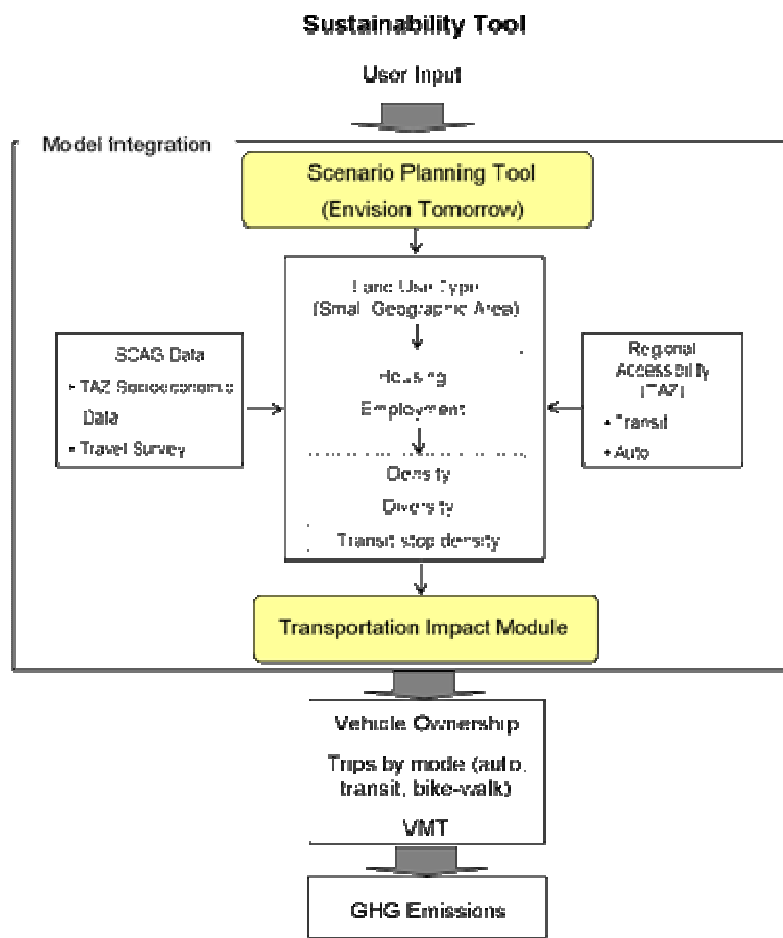 Sustainability Tool
User Input
Model Integration
Scenario Planning Tool
(Envision Tomorrow)
Land Use Type
(Small Geographic Area)
SCAG Data
• TAZ Socioeconomic
Data
• Travel Survey
Housing
Employment
Regional
Accessibility
(TAZ)
• Transit
• Auto
Density
Diversity
Transit stop density
Transportation Impact Module
Vehicle Ownership
Trips by mode (auto,
transit, bike-walk)
VMT
GHG Emissions